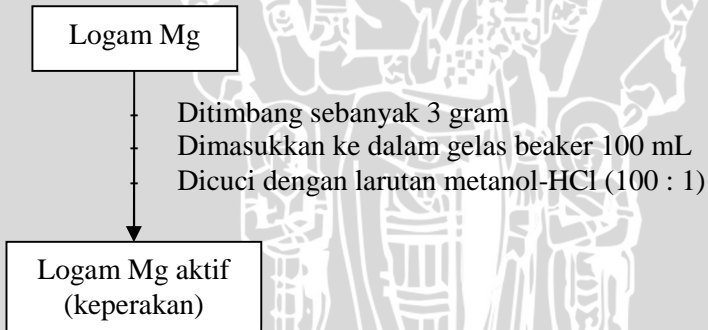 Logam Mg
- Ditimbang sebanyak 3 gram
- Dimasukkan ke dalam gelas beaker 100 mL
- Dicuci dengan larutan metanol-HCl (100 : 1)
Logam Mg aktif
(keperakan)